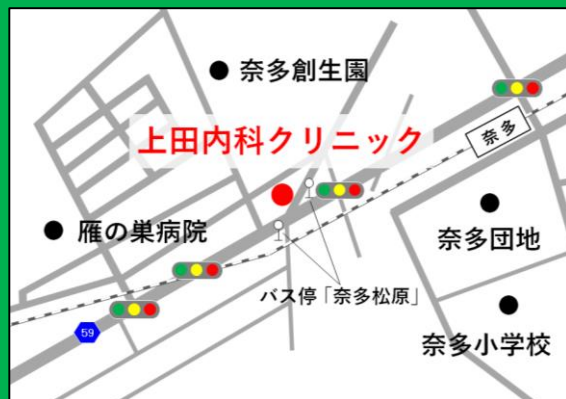 奈多創生園
上田内科クリニック
奈多
雁の巣病院
奈多団地
バス停「奈多松原」
59
奈多小学校